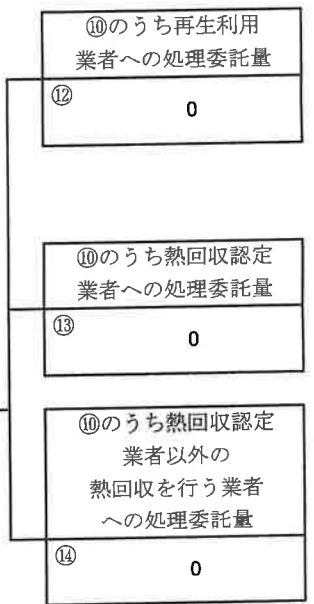 ⑩のうち再生利用
業者への処理委託量
⑫ 0
⑩のうち熱回収認定
業者への処理委託量
⑬ 0
⑩のうち熱回収認定
業者以外の
熱回収を行う業者
への処理委託量
⑭ 0